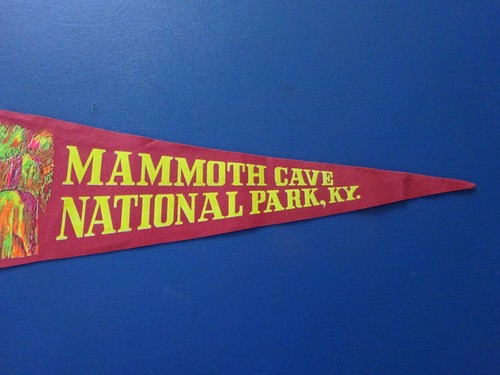 MAMMOTH CAVE
NATIONAL PARK, KY.